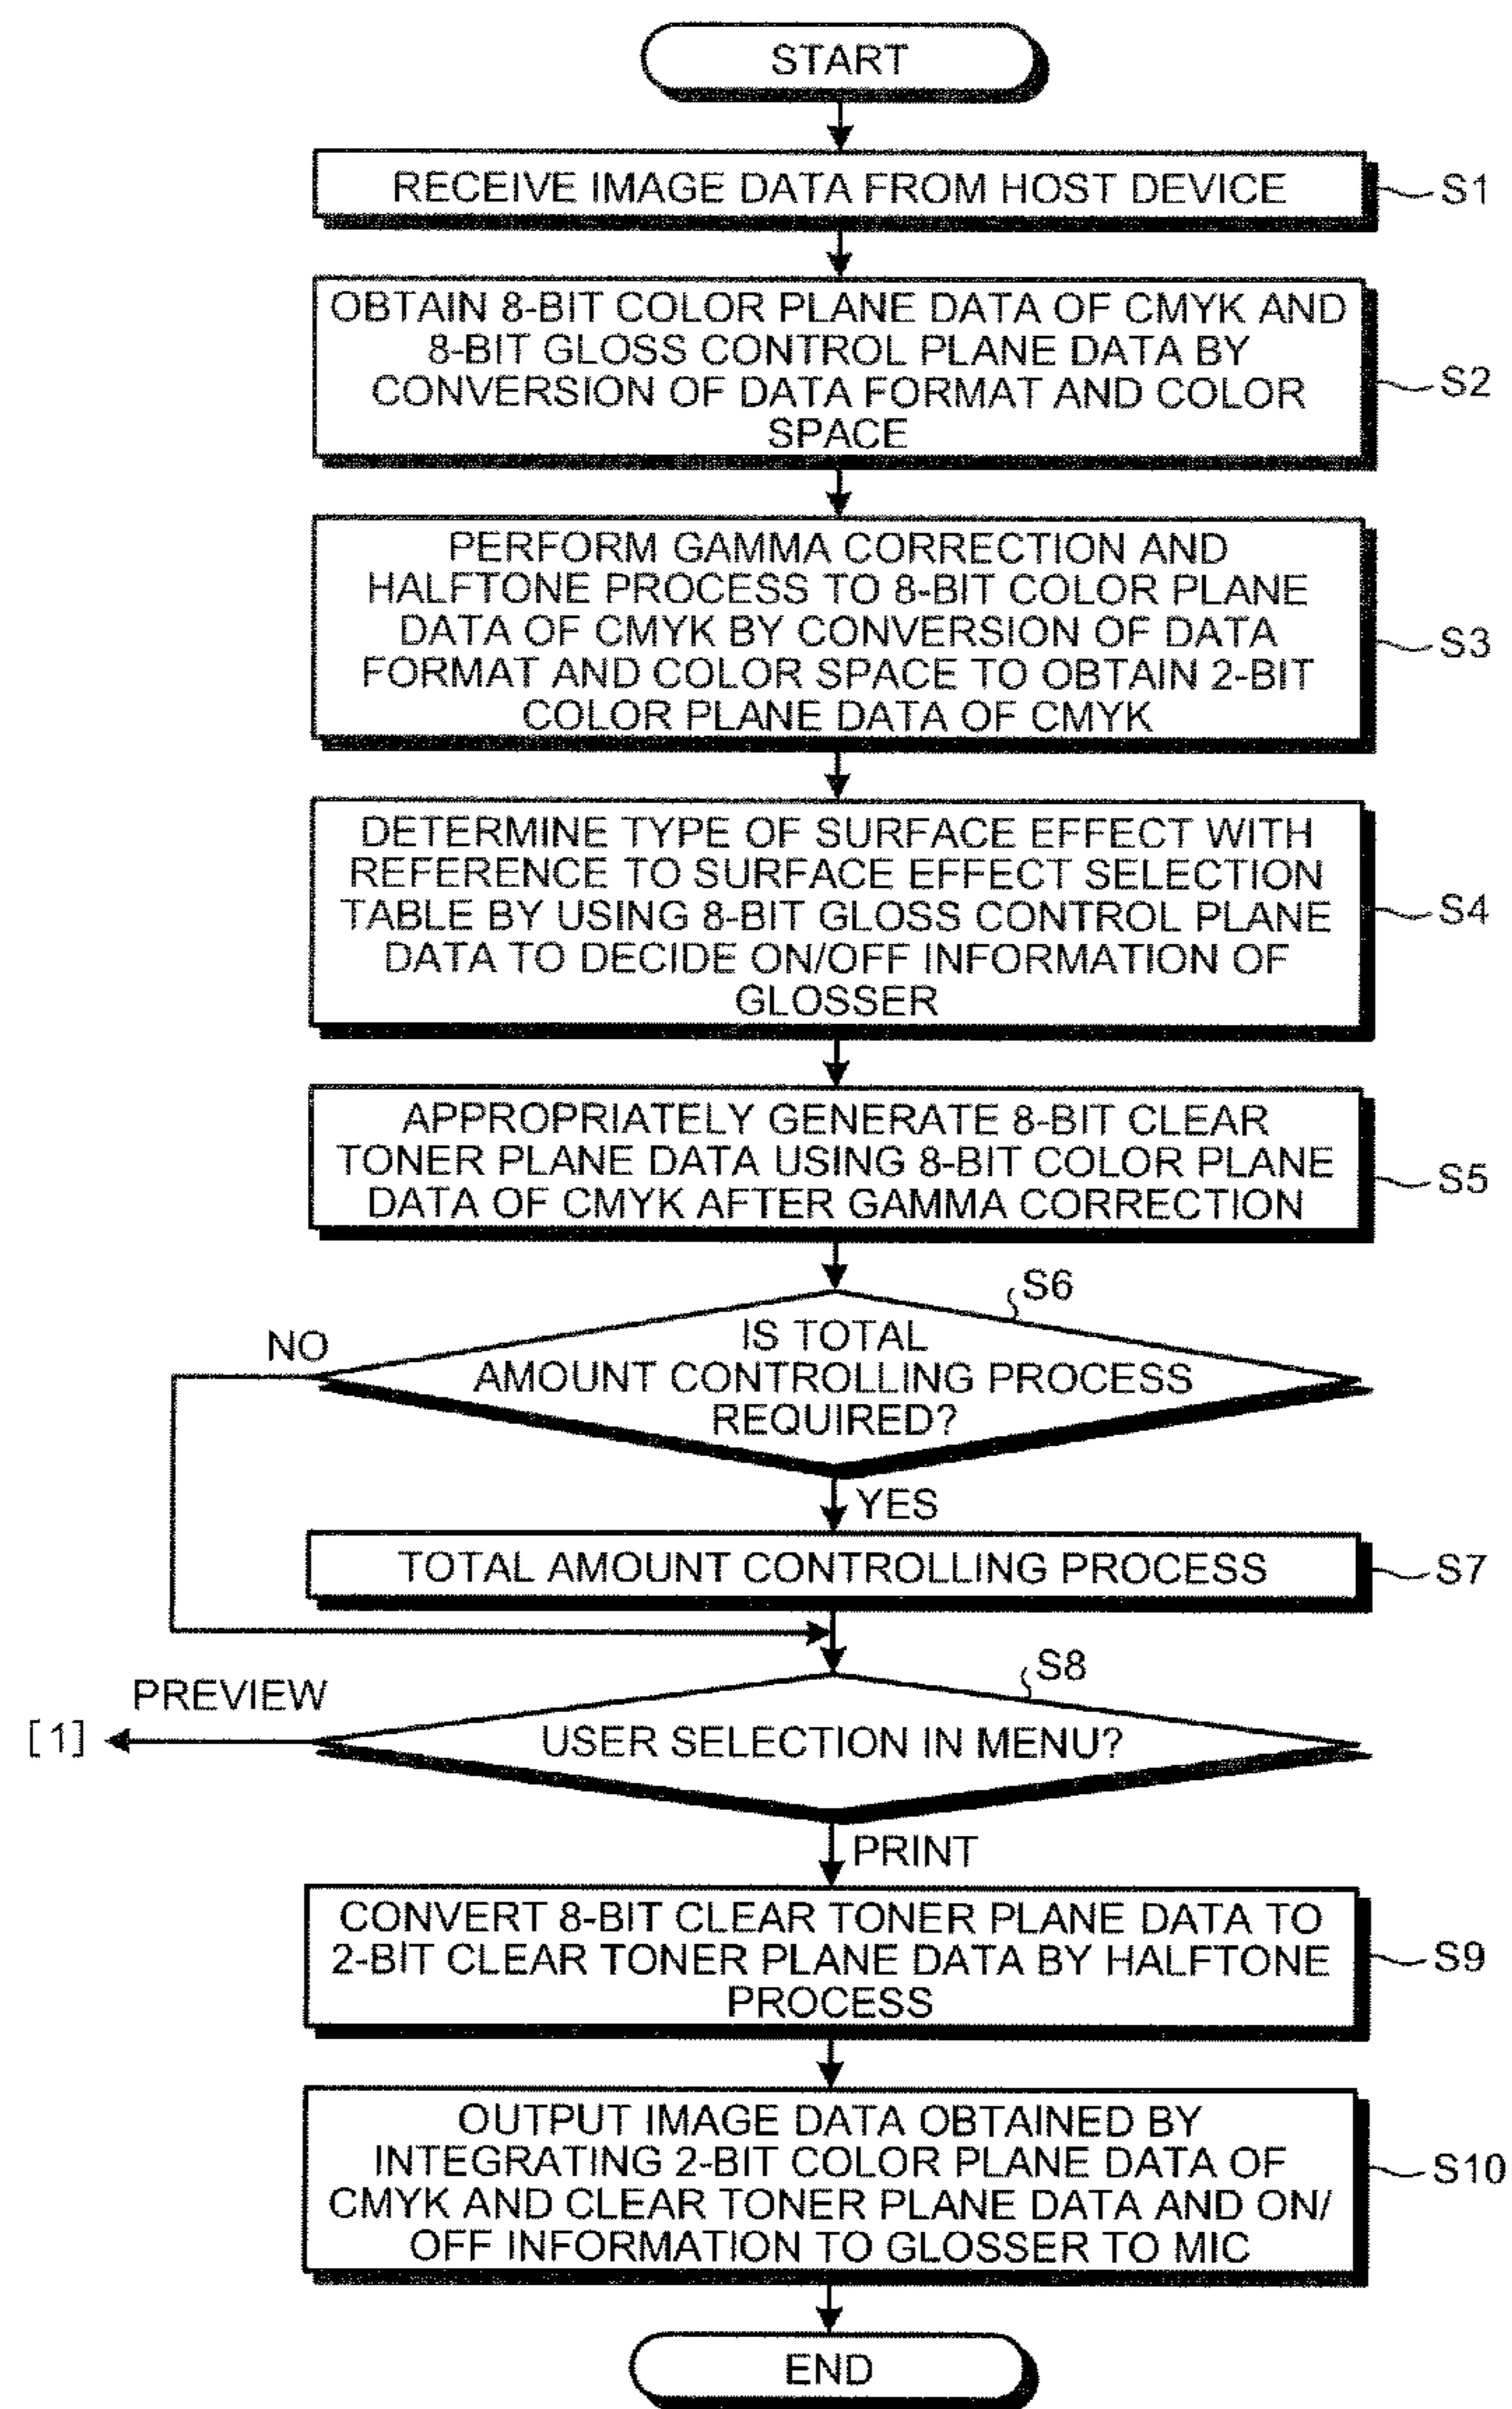 START
RECEIVE IMAGE DATA FROM HOST DEVICE
S1
OBTAIN 8-BIT COLOR PLANE DATA OF CMYK AND
8-BIT GLOSS CONTROL PLANE DATA BY
CONVERSION OF DATA FORMAT AND COLOR
SPACE
S2
PERFORM GAMMA CORRECTION AND
HALFTONE PROCESS TO 8-BIT COLOR PLANE
DATA OF CMYK BY CONVERSION OF DATA
FORMAT AND COLOR SPACE TO OBTAIN 2-BIT
COLOR PLANE DATA OF CMYK
S3
DETERMINE TYPE OF SURFACE EFFECT WITH
REFERENCE TO SURFACE EFFECT SELECTION
TABLE BY USING 8-BIT GLOSS CONTROL PLANE
DATA TO DECIDE ON/OFF INFORMATION OF
GLOSSER
S4
APPROPRIATELY GENERATE 8-BIT CLEAR
TONER PLANE DATA USING 8-BIT COLOR PLANE
DATA OF CMYK AFTER GAMMA CORRECTION
S5
S6
IS TOTAL
AMOUNT CONTROLLING PROCESS
REQUIRED?
NO
YES
TOTAL AMOUNT CONTROLLING PROCESS
S7
S8
USER SELECTION IN MENU?
PREVIEW
[1]
PRINT
CONVERT 8-BIT CLEAR TONER PLANE DATA TO
2-BIT CLEAR TONER PLANE DATA BY HALFTONE
PROCESS
S9
OUTPUT IMAGE DATA OBTAINED BY
INTEGRATING 2-BIT COLOR PLANE DATA OF
CMYK AND CLEAR TONER PLANE DATA AND ON/
OFF INFORMATION TO GLOSSER TO MIC
S10
END